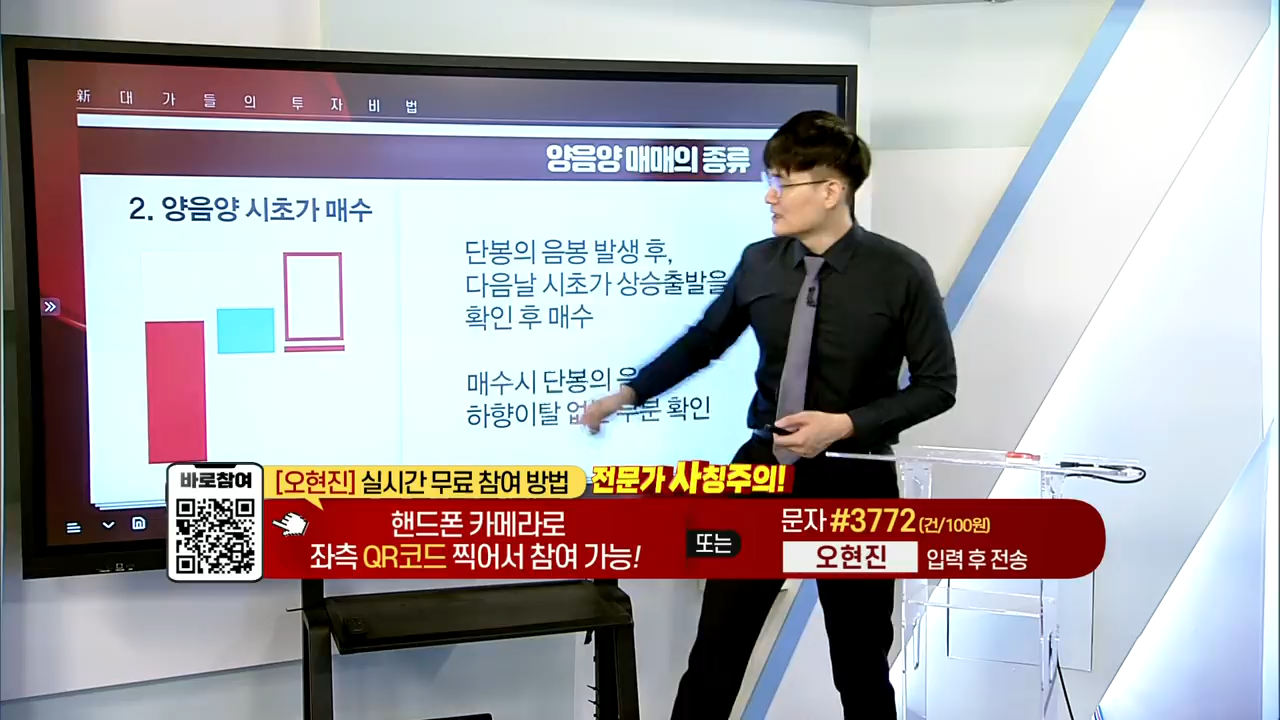 新대가들의투자비법
양음양 매매의 종류
2. 양음양 시초가 매수
단봉의 음봉 발생 후,
다음날 시초가 상승출발을
확인 후 매수
매수시 단봉의
하향이탈 부분 확인
바로참여
[오현진] 실시간 무료 참여 방법
전문가 사칭주의!
핸드폰 카메라로
좌측 QR코드 찍어서 참여 가능!
또는
문자 #3772 (건/100원)
오현진 입력 후 전송